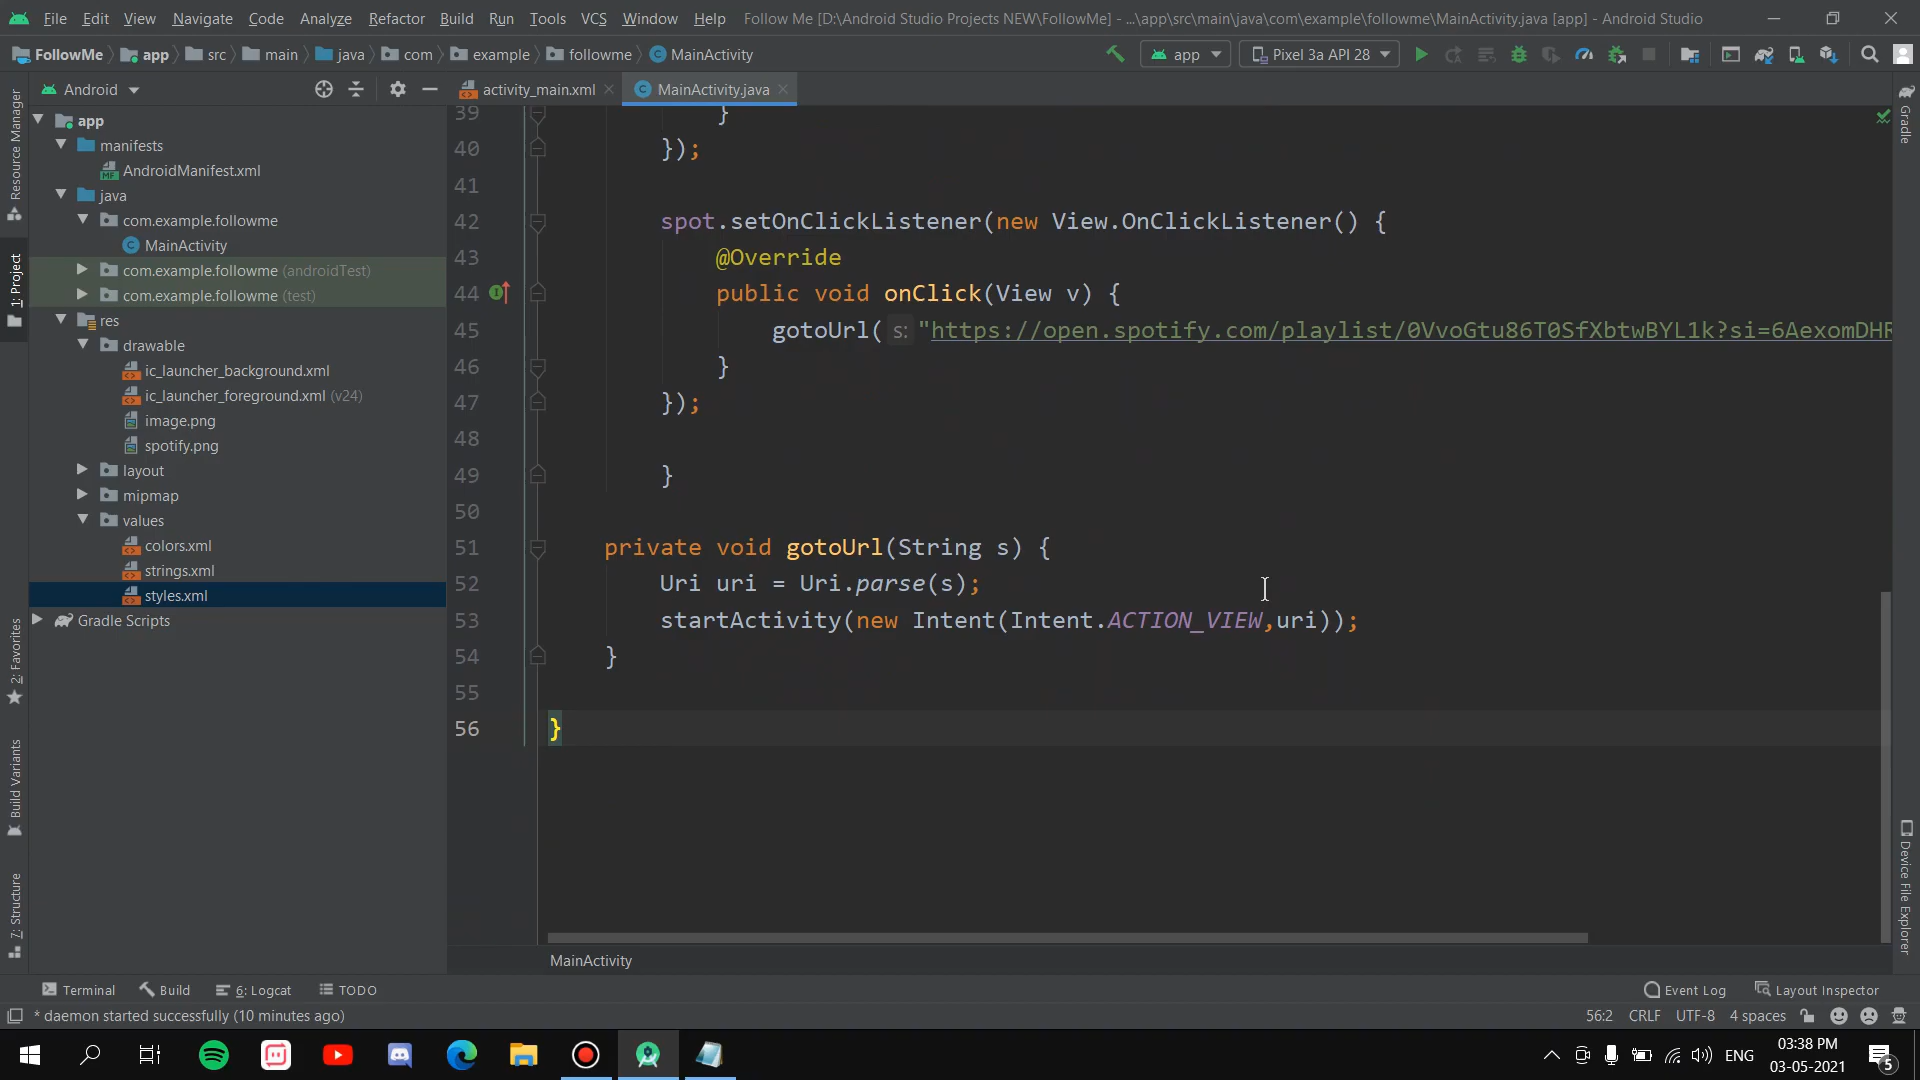 File Edit View Navigate Code Analyze Refactor Build Run Tools VCS Window Help Follow Me [D:\Android Studio Projects NEW\FollowMe] - ...\app\src\main\java\com\example\followme\MainActivity.java [app] - Android Studio
FollowMe app src main java com example followme MainActivity app Pixel 3a API 28
Android activity_main.xml MainActivity.java
Resource Manager
1: Project
2: Favorites
Build Variants
7: Structure
app
manifests
AndroidManifest.xml
java
com.example.followme
MainActivity
com.example.followme (androidTest)
com.example.followme (test)
res
drawable
ic_launcher_background.xml
ic_launcher_foreground.xml (v24)
image.png
spotify.png
layout
mipmap
values
colors.xml
strings.xml
styles.xml
Gradle Scripts
39 }
40 });
41
42 spot.setOnClickListener(new View.OnClickListener() {
43 @Override
44 public void onClick(View v) {
45 gotoUrl( s: "https://open.spotify.com/playlist/0VvoGtu86T0SfXbtwBYL1k?si=6AexomDHR
46 }
47 });
48
49 }
50
51 private void gotoUrl(String s) {
52 Uri uri = Uri.parse(s);
53 startActivity(new Intent(Intent.ACTION_VIEW,uri));
54 }
55
56 }
MainActivity
Gradle
Device File Explorer
Terminal Build 6: Logcat TODO Event Log Layout Inspector
* daemon started successfully (10 minutes ago) 56:2 CRLF UTF-8 4 spaces
ENG 03:38 PM
03-05-2021
5